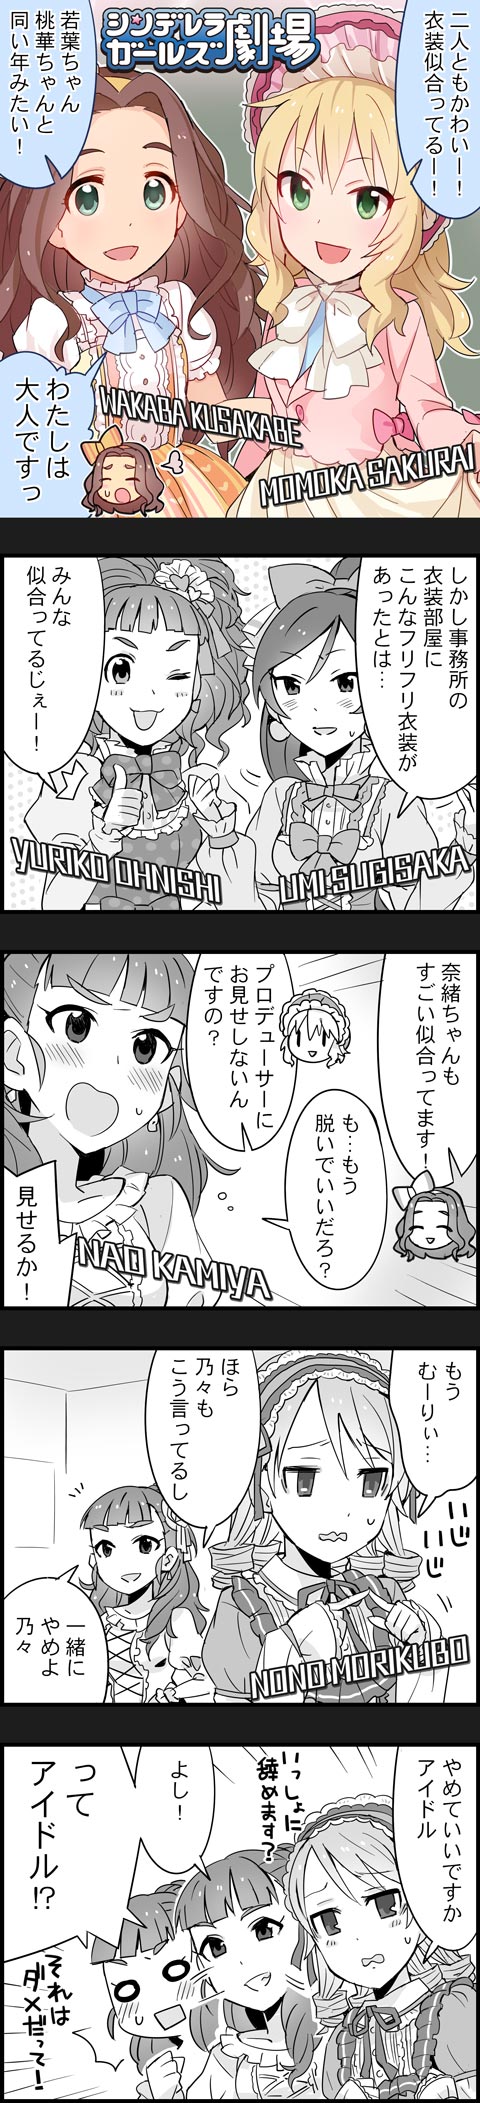 シンデレラ
ガールズ劇場
二人ともかわいー！
衣装似合ってるー！
若葉ちゃん
桃華ちゃんと
同い年みたい！
わたしは
大人ですっ
WAKABA KUSAKABE
MOMOKA SAKURAI
しかし事務所の
衣装部屋に
こんなフリフリ衣装が
あったとは…
みんな
似合ってるじぇー！
YURIKO OHNISHI
UMI SUGISAKA
奈緒ちゃんも
すごい似合ってます！
プロデューサーに
お見せしないん
ですの？
も…もう
脱いでいいだろ？
見せるか！
NAO KAMIYA
もう
むーりぃ…
いじ
いじ
ほら
乃々も
こう言ってるし
一緒に
やめよ
乃々
NONO MORIKUBO
やめていいですか
アイドル
いっしょに
辞めます？
よし！
って
アイドル!?
それは
ダメだって！